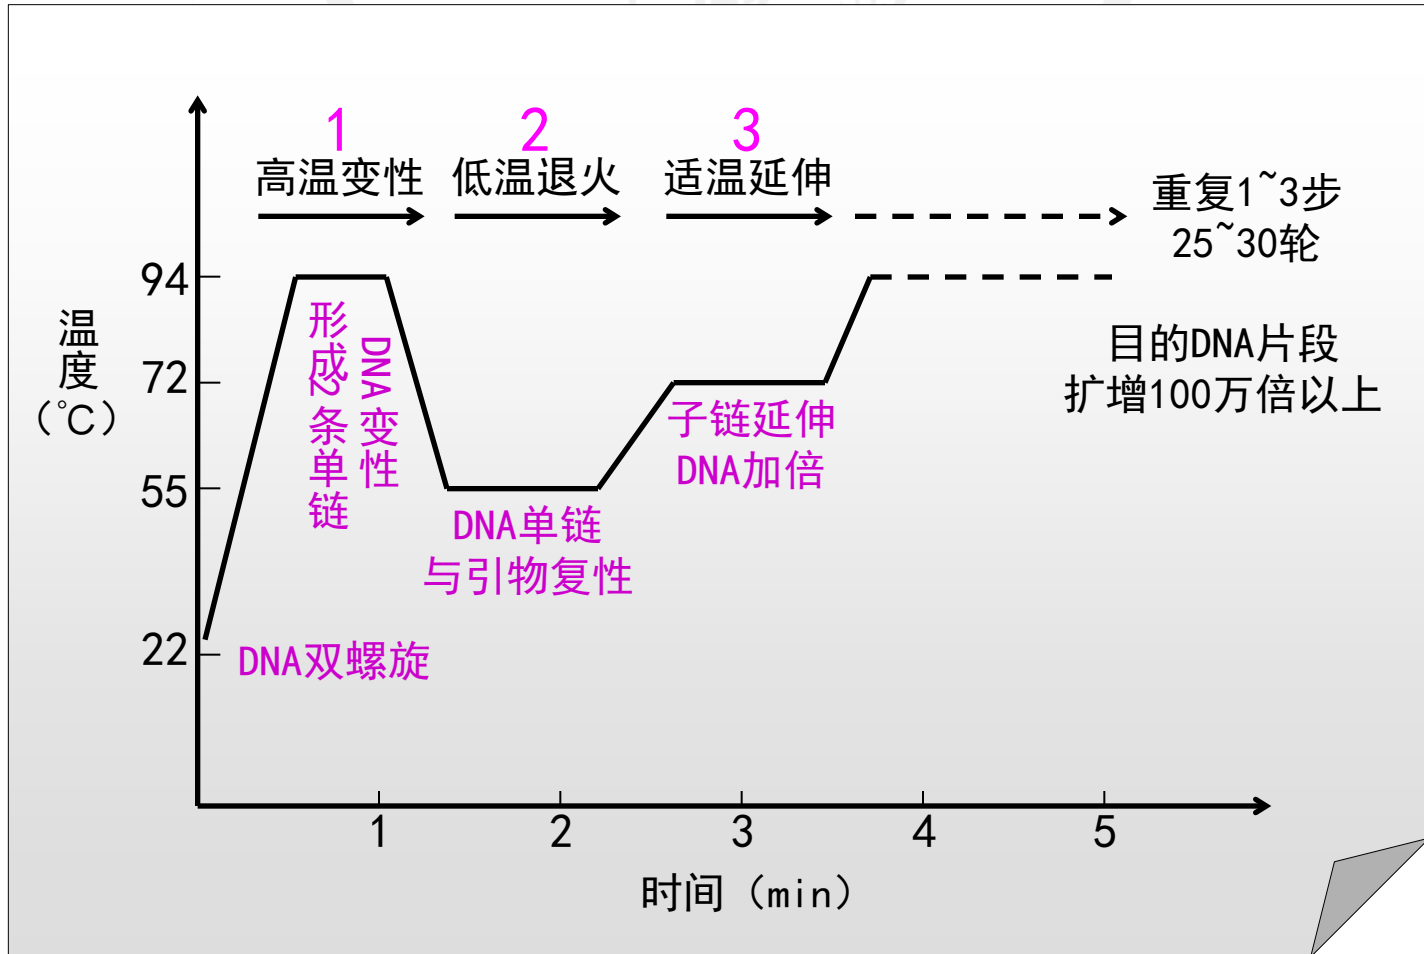 1
高温变性
2
低温退火
3
适温延伸
重复1~3步
25~30轮
温度
(℃)
94
72
55
22
DNA变性
形成2条单链
DNA单链
与引物复性
子链延伸
DNA加倍
目的DNA片段
扩增100万倍以上
DNA双螺旋
1
2
3
4
5
时间（min）